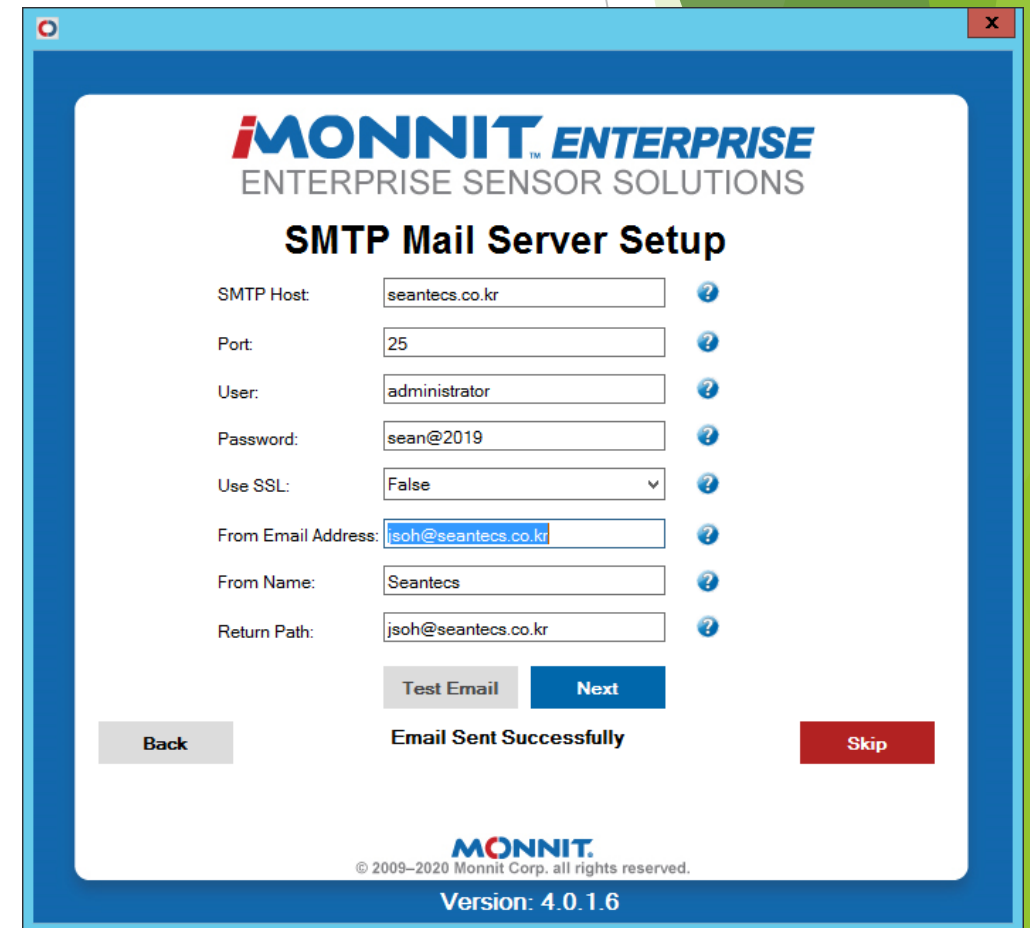 x
iMONNIT™ ENTERPRISE
ENTERPRISE SENSOR SOLUTIONS
SMTP Mail Server Setup
SMTP Host: seantecs.co.kr ?
Port: 25 ?
User: administrator ?
Password: sean@2019 ?
Use SSL: False ?
From Email Address: jsoh@seantecs.co.kr ?
From Name: Seantecs ?
Return Path: jsoh@seantecs.co.kr ?
Test Email Next
Back Email Sent Successfully Skip
MONNIT.
© 2009–2020 Monnit Corp. all rights reserved.
Version: 4.0.1.6